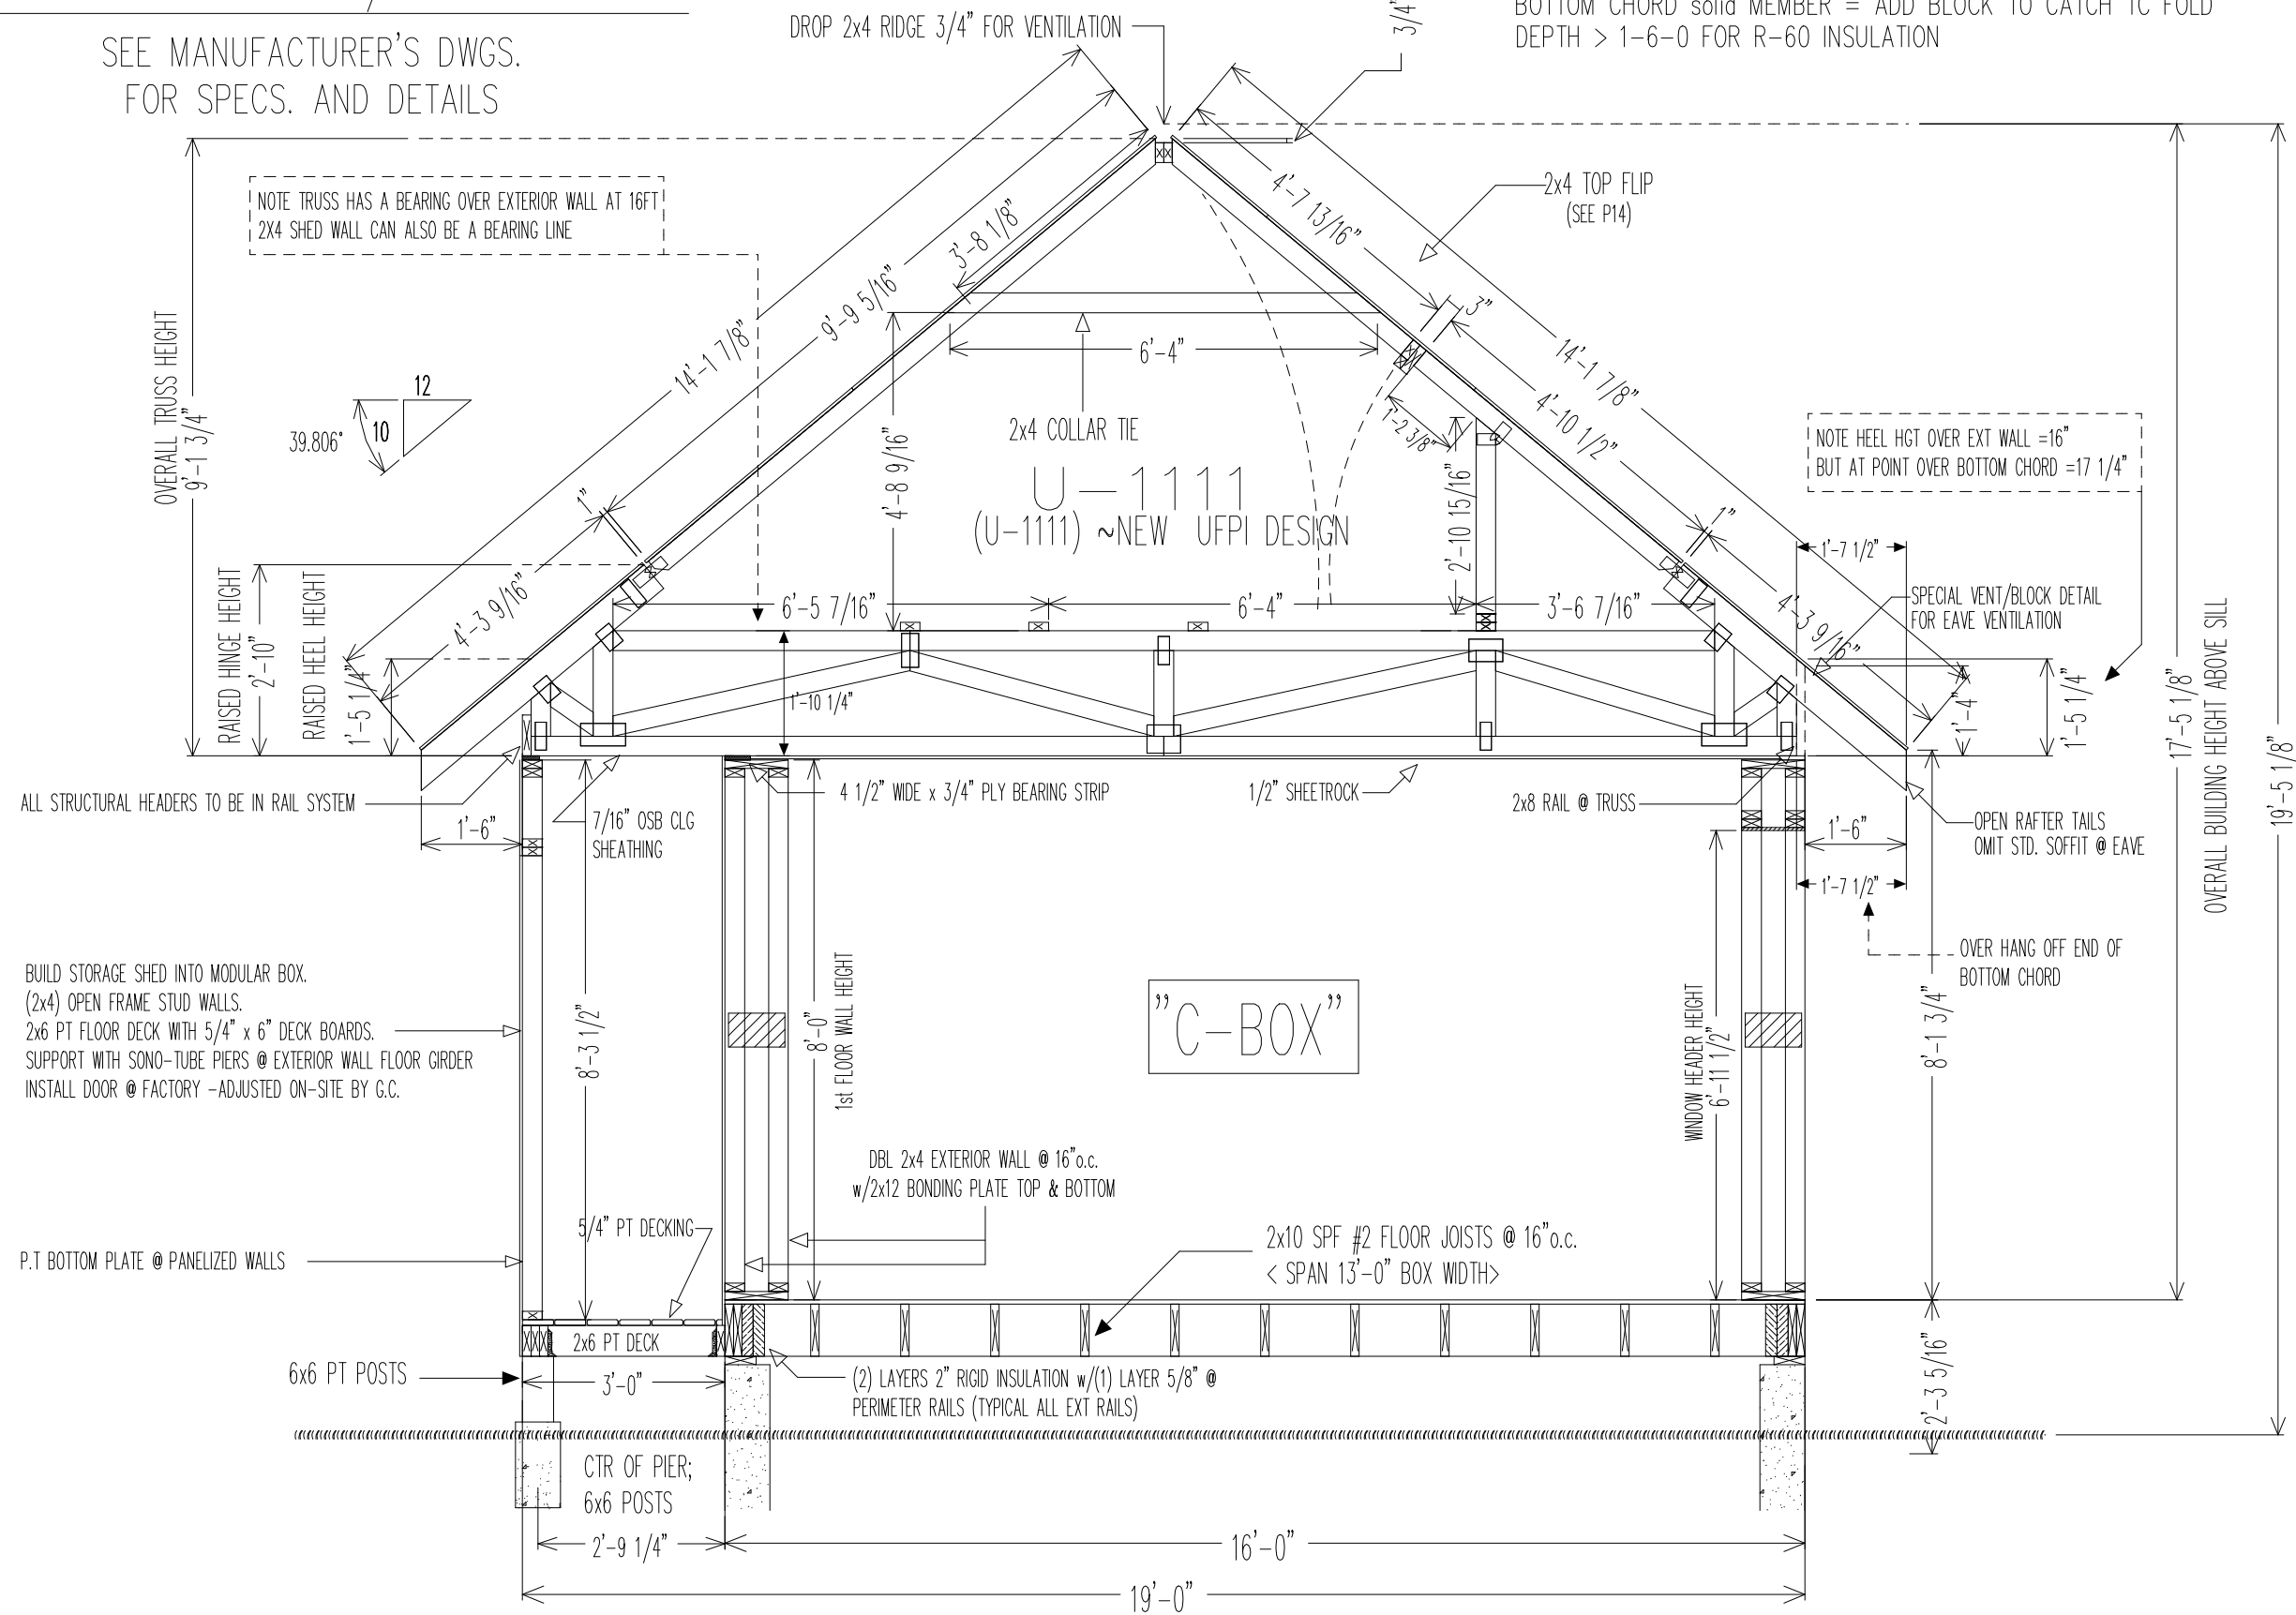 SEE MANUFACTURER'S DWGS.
FOR SPECS. AND DETAILS
DROP 2x4 RIDGE 3/4" FOR VENTILATION
3/4"
BOTTOM CHORD solid MEMBER = ADD BLOCK TO CATCH TC FOLD
DEPTH > 1-6-0 FOR R-60 INSULATION
NOTE TRUSS HAS A BEARING OVER EXTERIOR WALL AT 16FT
2X4 SHED WALL CAN ALSO BE A BEARING LINE
2x4 TOP FLIP
(SEE P14)
OVERALL TRUSS HEIGHT
9'-1 3/4"
12
10
39.806°
14'-1 7/8"
9'-9 5/16"
3'-8 1/8"
4'-7 13/16"
3"
14'-1 7/8"
4'-10 1/2"
1'-2 3/8"
6'-4"
2x4 COLLAR TIE
4'-8 9/16"
U-1111
(U-1111) ~NEW UFPI DESIGN
2'-10 15/16"
NOTE HEEL HGT OVER EXT WALL =16"
BUT AT POINT OVER BOTTOM CHORD =17 1/4"
1"
4'-3 9/16"
1"
4'-3 9/16"
1'-7 1/2"
SPECIAL VENT/BLOCK DETAIL
FOR EAVE VENTILATION
RAISED HINGE HEIGHT
2'-10"
RAISED HEEL HEIGHT
1'-5 1/4"
6'-5 7/16"
6'-4"
3'-6 7/16"
1'-10 1/4"
1'-4"
1'-5 1/4"
17'-5 1/8"
OVERALL BUILDING HEIGHT ABOVE SILL
19'-5 1/8"
ALL STRUCTURAL HEADERS TO BE IN RAIL SYSTEM
1'-6"
7/16" OSB CLG
SHEATHING
4 1/2" WIDE x 3/4" PLY BEARING STRIP
1/2" SHEETROCK
2x8 RAIL @ TRUSS
1'-6"
OPEN RAFTER TAILS
OMIT STD. SOFFIT @ EAVE
1'-7 1/2"
OVER HANG OFF END OF
BOTTOM CHORD
BUILD STORAGE SHED INTO MODULAR BOX.
(2x4) OPEN FRAME STUD WALLS.
2x6 PT FLOOR DECK WITH 5/4" x 6" DECK BOARDS.
SUPPORT WITH SONO-TUBE PIERS @ EXTERIOR WALL FLOOR GIRDER
INSTALL DOOR @ FACTORY -ADJUSTED ON-SITE BY G.C.
8'-3 1/2"
8'-0"
1st FLOOR WALL HEIGHT
"C-BOX"
WINDOW HEADER HEIGHT
6'-11 1/2"
8'-1 3/4"
DBL 2x4 EXTERIOR WALL @ 16"o.c.
w/2x12 BONDING PLATE TOP & BOTTOM
5/4" PT DECKING
P.T BOTTOM PLATE @ PANELIZED WALLS
2x10 SPF #2 FLOOR JOISTS @ 16"o.c.
< SPAN 13'-0" BOX WIDTH>
2x6 PT DECK
6x6 PT POSTS
3'-0"
(2) LAYERS 2" RIGID INSULATION w/(1) LAYER 5/8" @
PERIMETER RAILS (TYPICAL ALL EXT RAILS)
2'-3 5/16"
CTR OF PIER;
6x6 POSTS
2'-9 1/4"
16'-0"
19'-0"